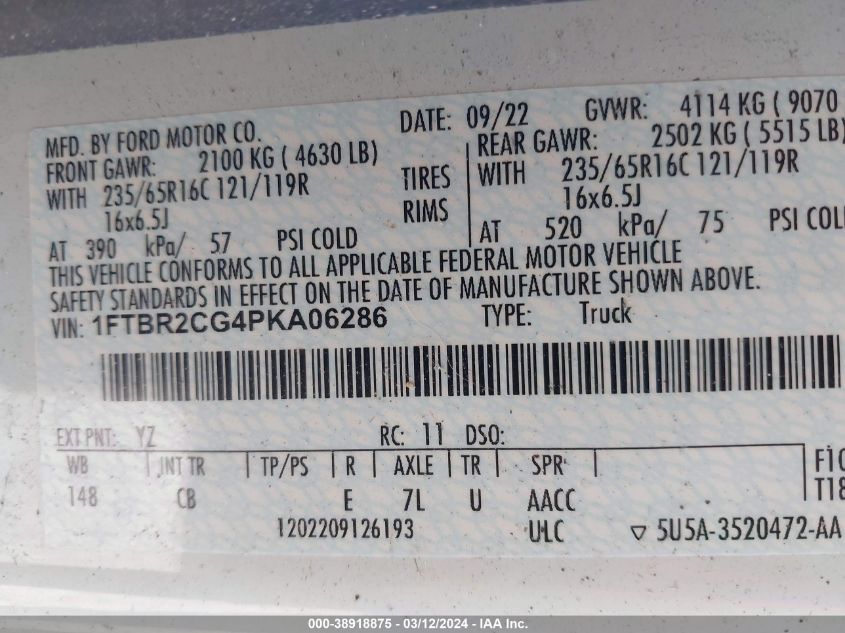 MFD. BY FORD MOTOR CO. DATE: 09/22 GVWR: 4114 KG ( 9070
FRONT GAWR: 2100 KG ( 4630 LB) REAR GAWR: 2502 KG ( 5515 LB)
WITH 235/65R16C 121/119R TIRES WITH 235/65R16C 121/119R
16x6.5J RIMS 16x6.5J
AT 390 kPa/ 57 PSI COLD AT 520 kPa/ 75 PSI COL
THIS VEHICLE CONFORMS TO ALL APPLICABLE FEDERAL MOTOR VEHICLE
SAFETY STANDARDS IN EFFECT ON THE DATE OF MANUFACTURE SHOWN ABOVE.
VIN: 1FTBR2CG4PKA06286 TYPE: Truck
EXT PNT: YZ RC: 11 DSO:
WB INT TR TP/PS R AXLE TR SPR F10
148 CB E 7L U AACC T18
1202209126193 ULC ▽ 5U5A-3520472-AA
000-38918875 - 03/12/2024 - IAA Inc.